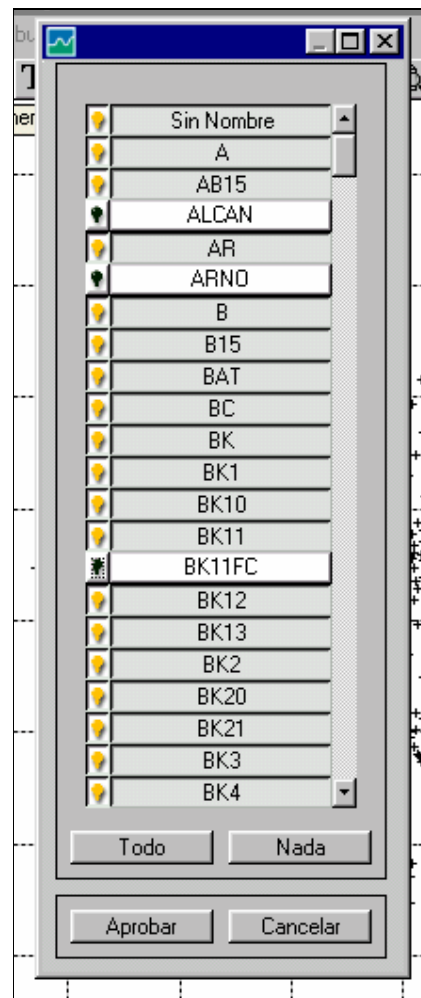 Sin Nombre
A
AB15
ALCAN
AR
ARNO
B
B15
BAT
BC
BK
BK1
BK10
BK11
BK11FC
BK12
BK13
BK2
BK20
BK21
BK3
BK4
Todo Nada
Aprobar Cancelar